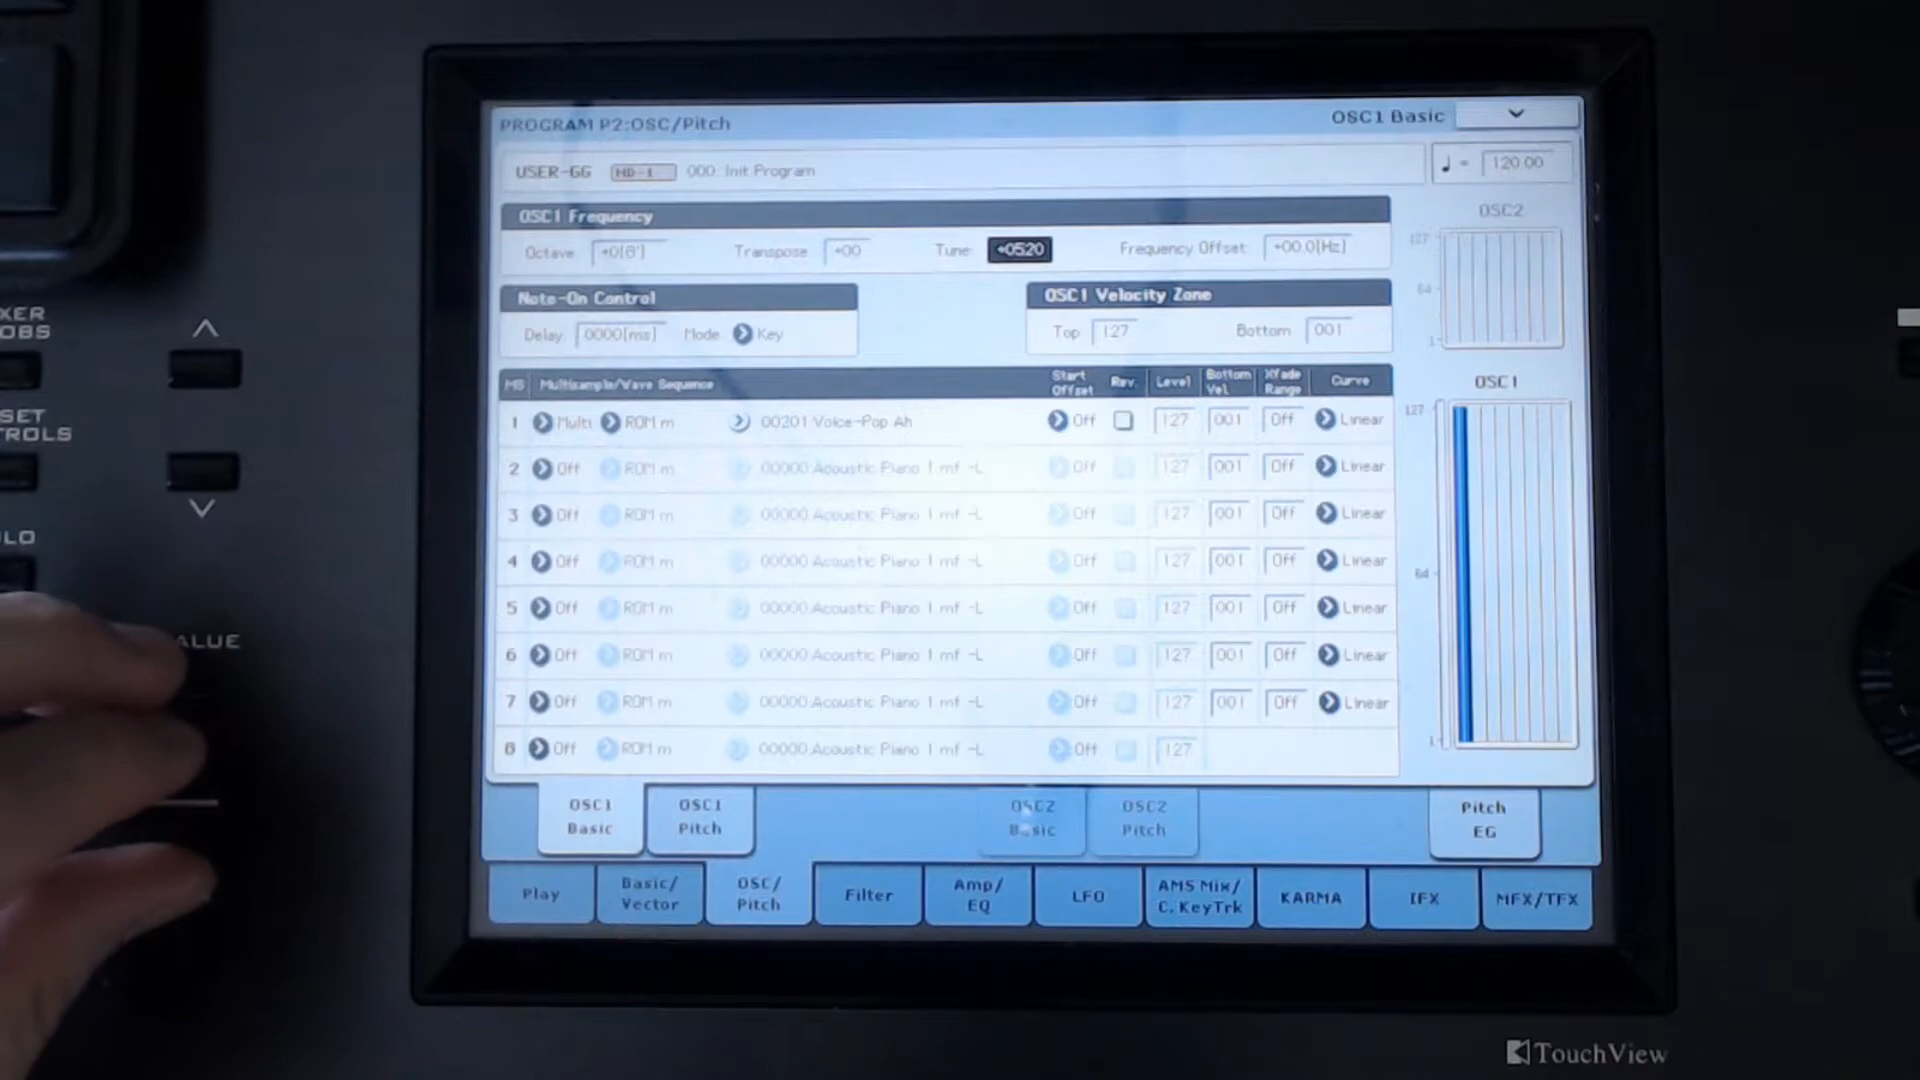 PROGRAM P2:OSC/Pitch
OSC1 Basic
USER-GG HD-1 000: Init Program
♩ = 120.00
OSC1 Frequency
Octave +0[8'] Transpose +00 Tune +0520 Frequency Offset +00.0[Hz]
Note-On Control
Delay 0000[ms] Mode Key
OSC1 Velocity Zone
Top 127 Bottom 001
MS Multisample/Wave Sequence Start Offset Rev. Level Bottom Vel. Xfade Range Curve
1 Multi ROM m 00201 Voice-Pop Ah Off 127 001 Off Linear
2 Off ROM m 00000 Acoustic Piano 1 mf -L Off 127 001 Off Linear
3 Off ROM m 00000 Acoustic Piano 1 mf -L Off 127 001 Off Linear
4 Off ROM m 00000 Acoustic Piano 1 mf -L Off 127 001 Off Linear
5 Off ROM m 00000 Acoustic Piano 1 mf -L Off 127 001 Off Linear
6 Off ROM m 00000 Acoustic Piano 1 mf -L Off 127 001 Off Linear
7 Off ROM m 00000 Acoustic Piano 1 mf -L Off 127 001 Off Linear
8 Off ROM m 00000 Acoustic Piano 1 mf -L Off 127
OSC2
127
64
1
OSC1
127
64
1
OSC1 Basic
OSC1 Pitch
OSC2 Basic
OSC2 Pitch
Pitch EG
Play
Basic/Vector
OSC/Pitch
Filter
Amp/EQ
LFO
AMS Mix/C. KeyTrk
KARMA
IFX
MFX/TFX
XER
OBS
SET
TROLS
LO
ALUE
TouchView